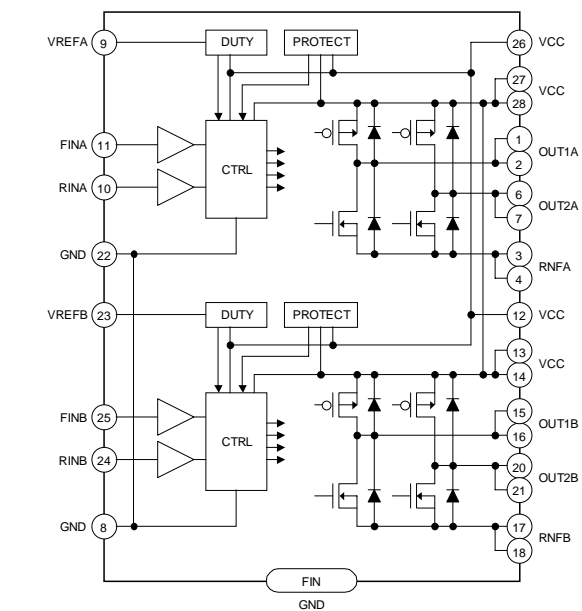 VREFA 9 DUTY PROTECT 26 VCC
27
VCC
28
FINA 11 1
OUT1A
CTRL 2
RINA 10 6
OUT2A
7
GND 22 3
RNFA
4
VREFB 23 DUTY PROTECT 12 VCC
13
VCC
14
FINB 25 15
OUT1B
CTRL 16
RINB 24 20
OUT2B
21
GND 8 17
RNFB
18
FIN
GND